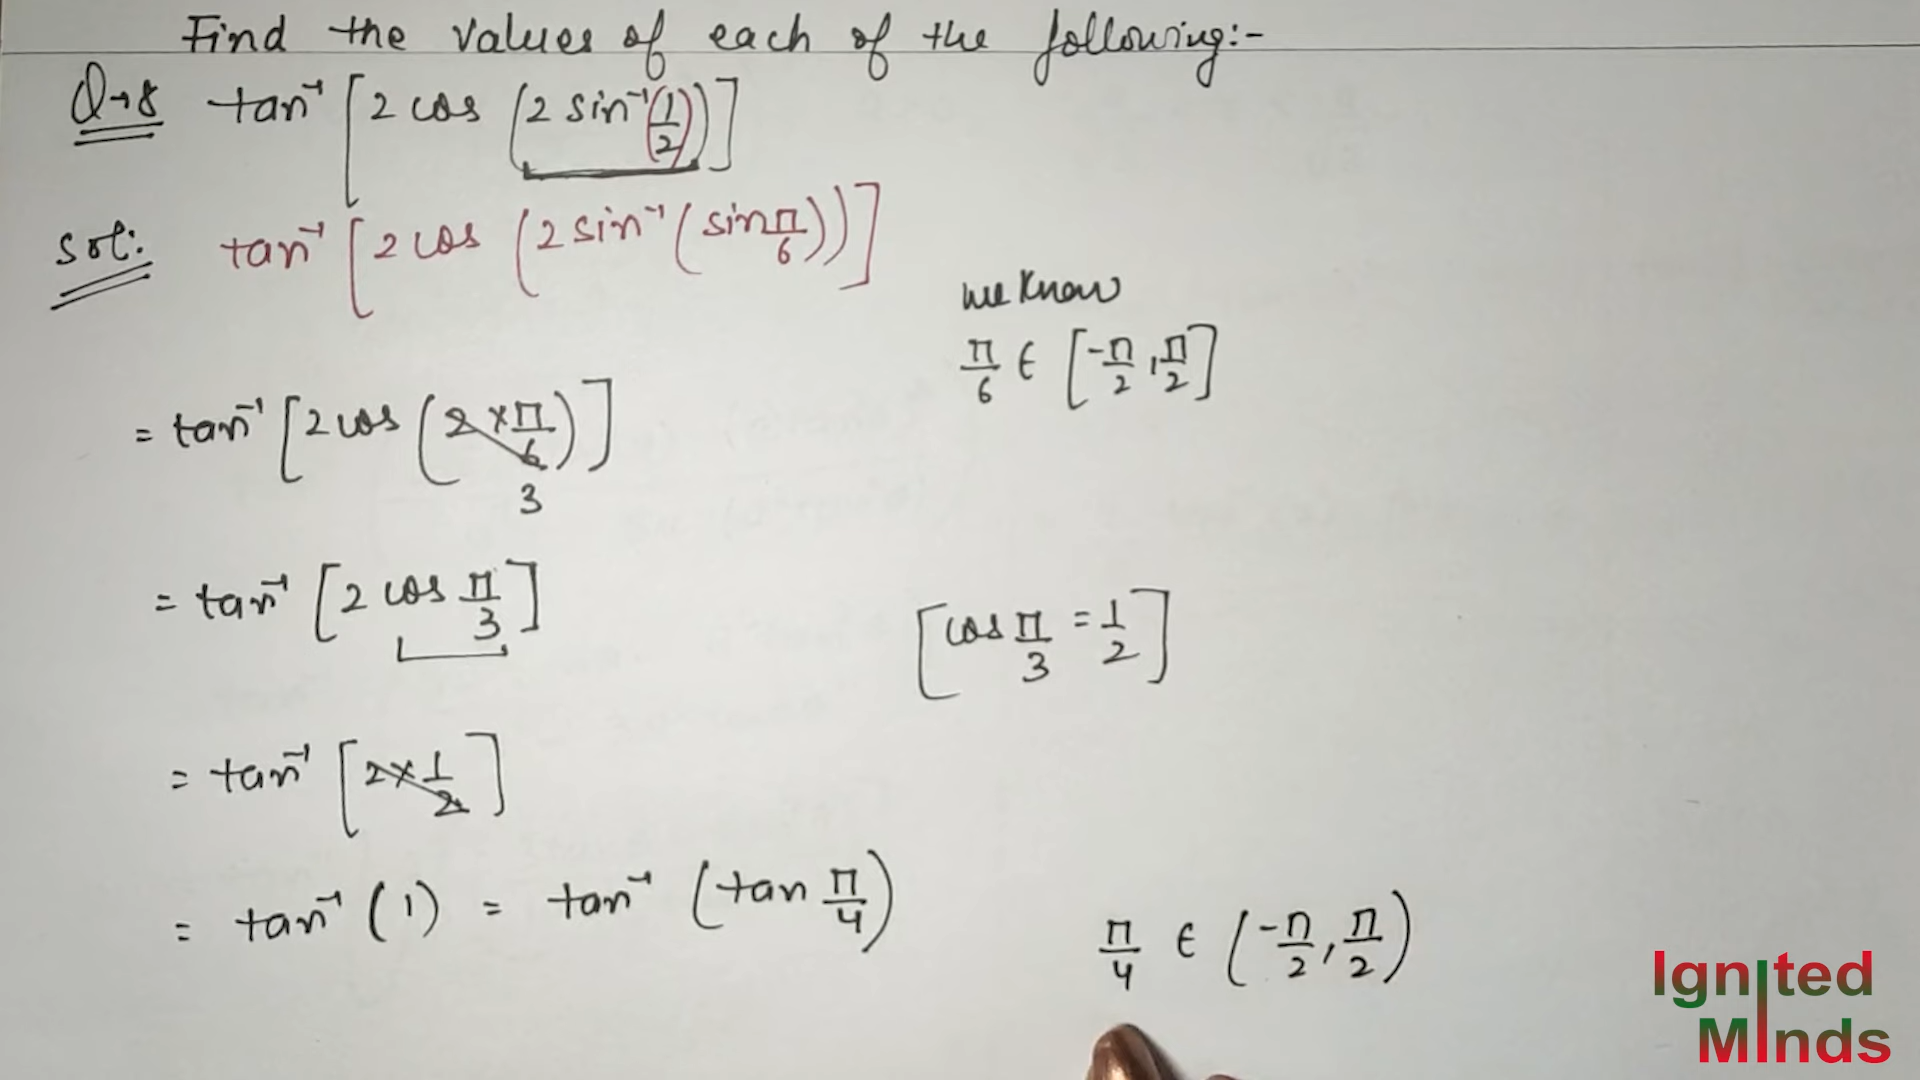 Find the values of each of the following:-
Q→8 tan⁻¹ [2 cos (2 sin⁻¹(1/2))]
Sol: tan⁻¹ [2 cos (2 sin⁻¹ (sin π/6))]
we know
π/6 ∈ [-π/2, π/2]
= tan⁻¹ [2 cos (2 × π/6)]
3
= tan⁻¹ [2 cos π/3]
[cos π/3 = 1/2]
= tan⁻¹ [2 × 1/2]
= tan⁻¹ (1) = tan⁻¹ (tan π/4)
π/4 ∈ (-π/2, π/2)
Ignited
Minds